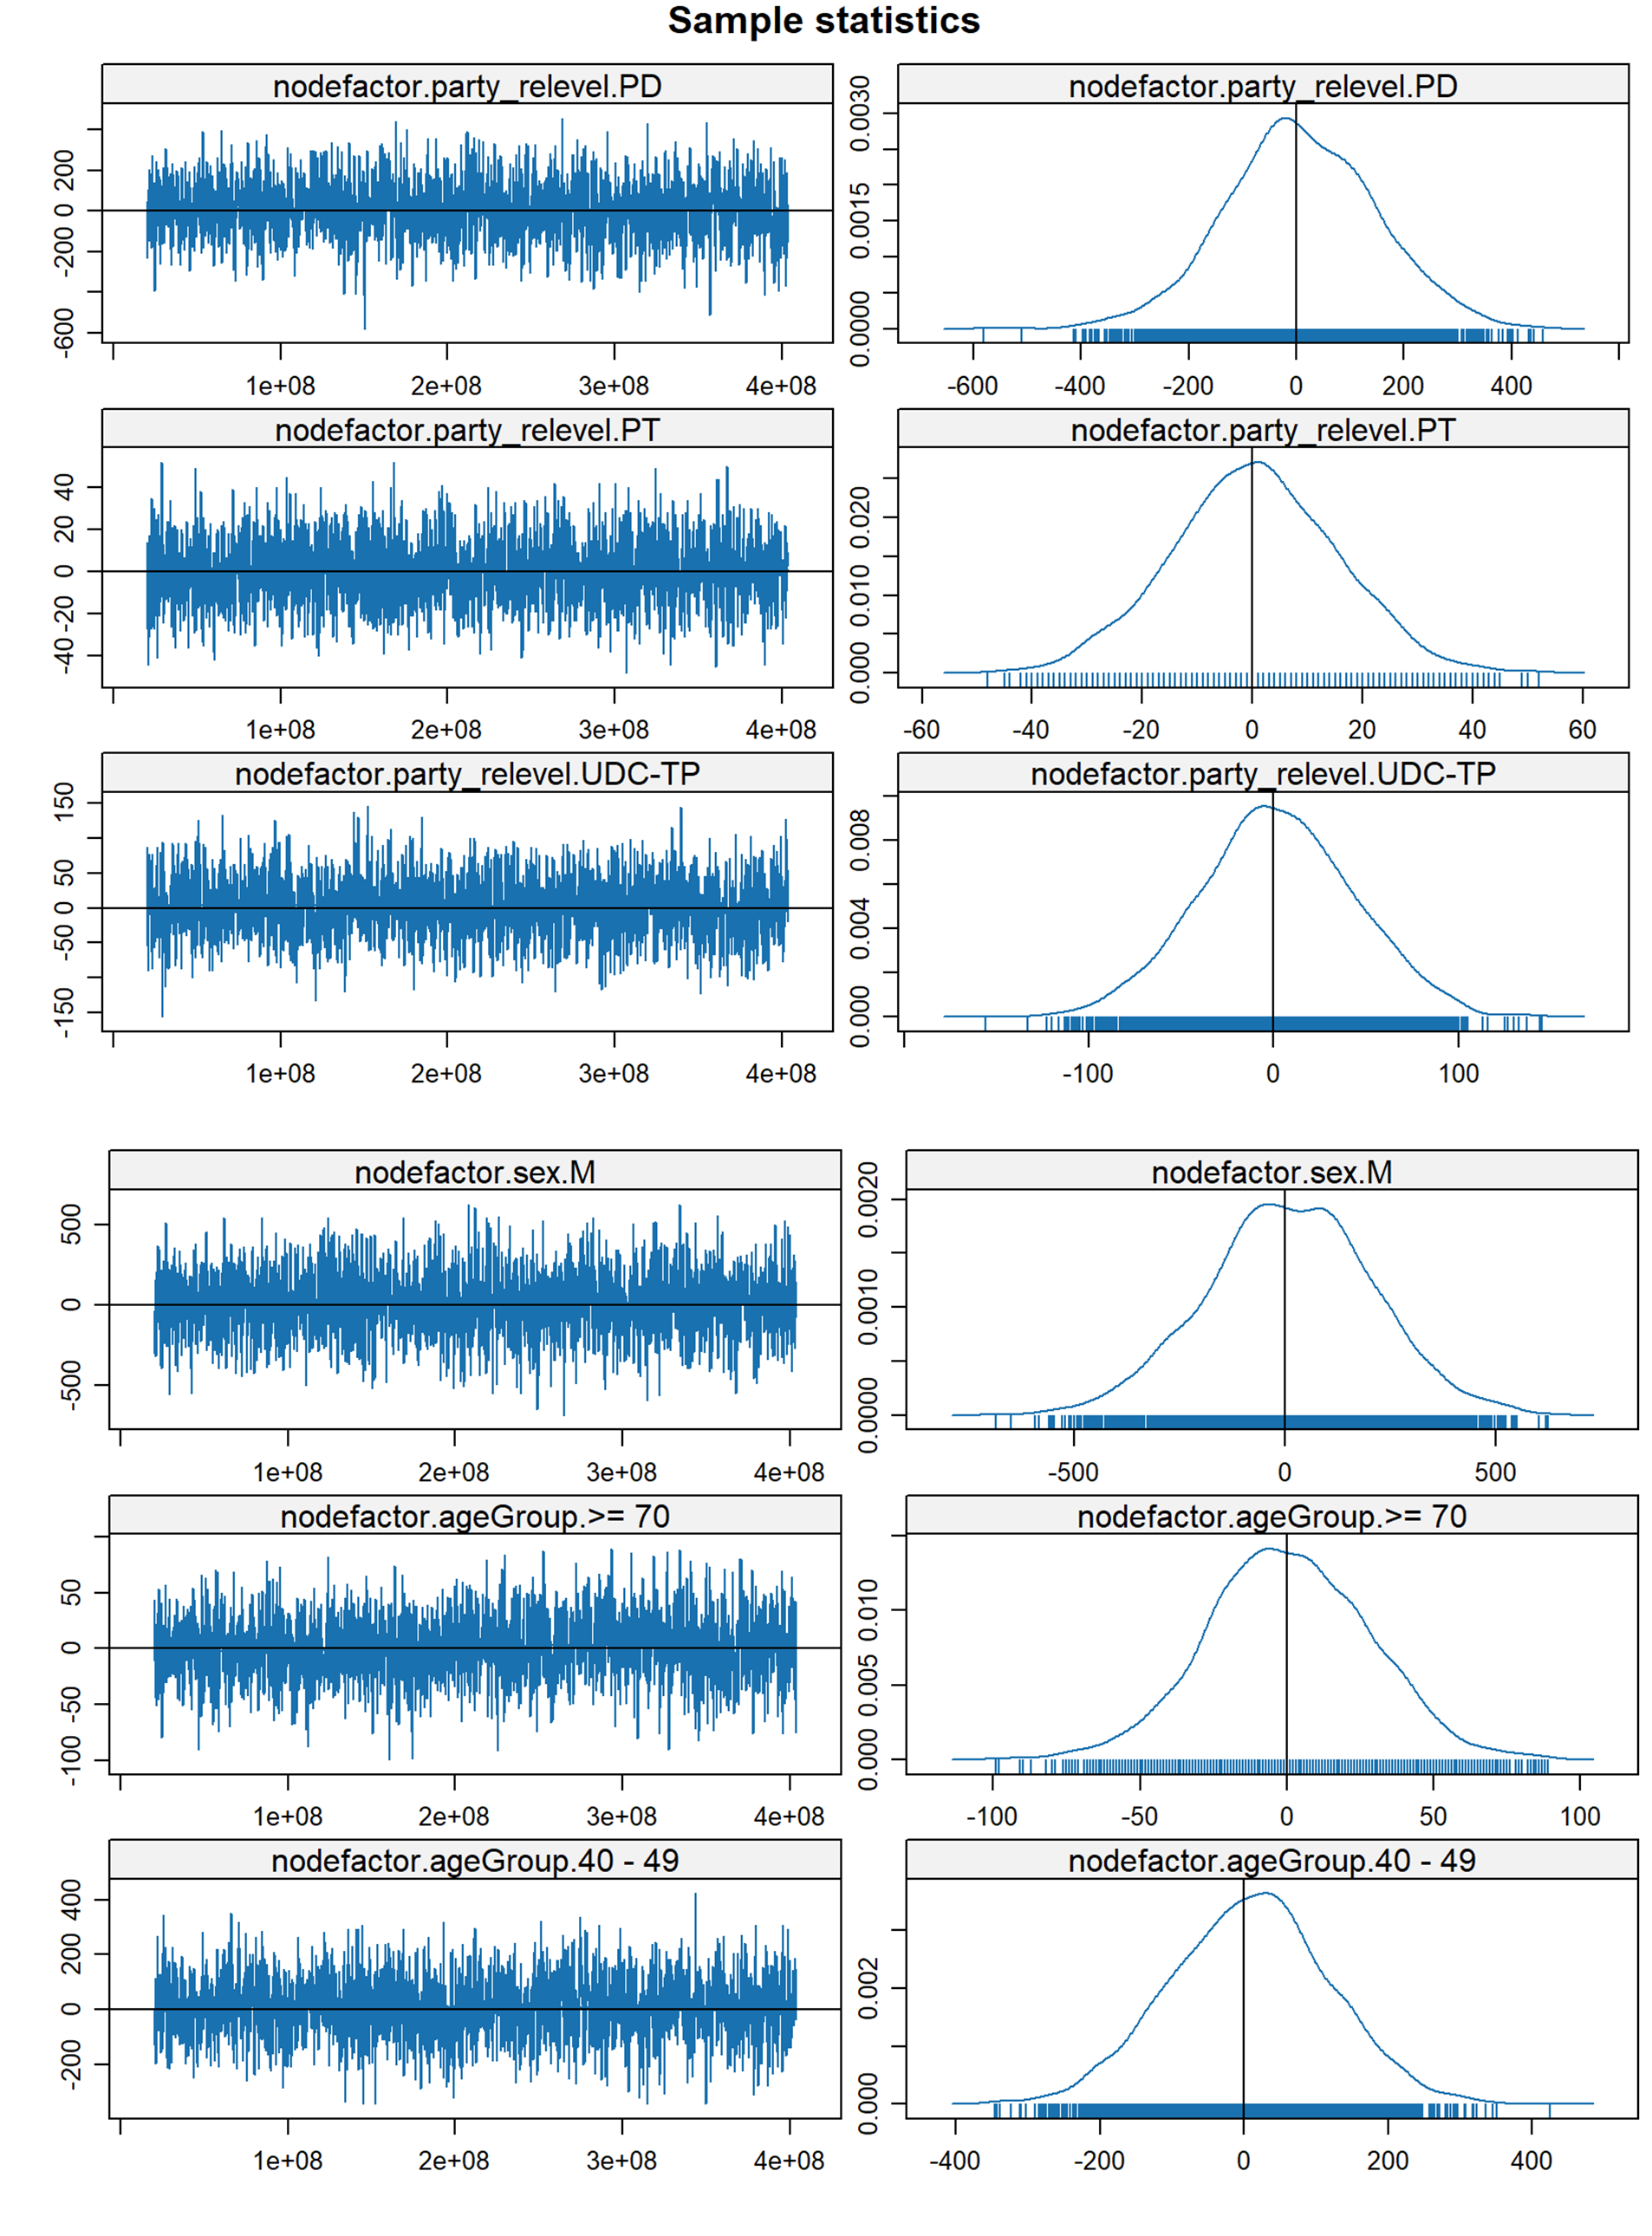 Sample statistics
nodefactor.party_relevel.PD
nodefactor.party_relevel.PD
-600 -200 0 200
0.0000 0.0015 0.0030
1e+08 2e+08 3e+08 4e+08
-600 -400 -200 0 200 400
nodefactor.party_relevel.PT
nodefactor.party_relevel.PT
-40 -20 0 20 40
0.000 0.010 0.020
1e+08 2e+08 3e+08 4e+08
-60 -40 -20 0 20 40 60
nodefactor.party_relevel.UDC-TP
nodefactor.party_relevel.UDC-TP
-150 -50 0 50 150
0.000 0.004 0.008
1e+08 2e+08 3e+08 4e+08
-100 0 100
nodefactor.sex.M
nodefactor.sex.M
-500 0 500
0.0000 0.0010 0.0020
1e+08 2e+08 3e+08 4e+08
-500 0 500
nodefactor.ageGroup.>= 70
nodefactor.ageGroup.>= 70
-100 -50 0 50
0.000 0.005 0.010
1e+08 2e+08 3e+08 4e+08
-100 -50 0 50 100
nodefactor.ageGroup.40 - 49
nodefactor.ageGroup.40 - 49
-200 0 200 400
0.000 0.002
1e+08 2e+08 3e+08 4e+08
-400 -200 0 200 400